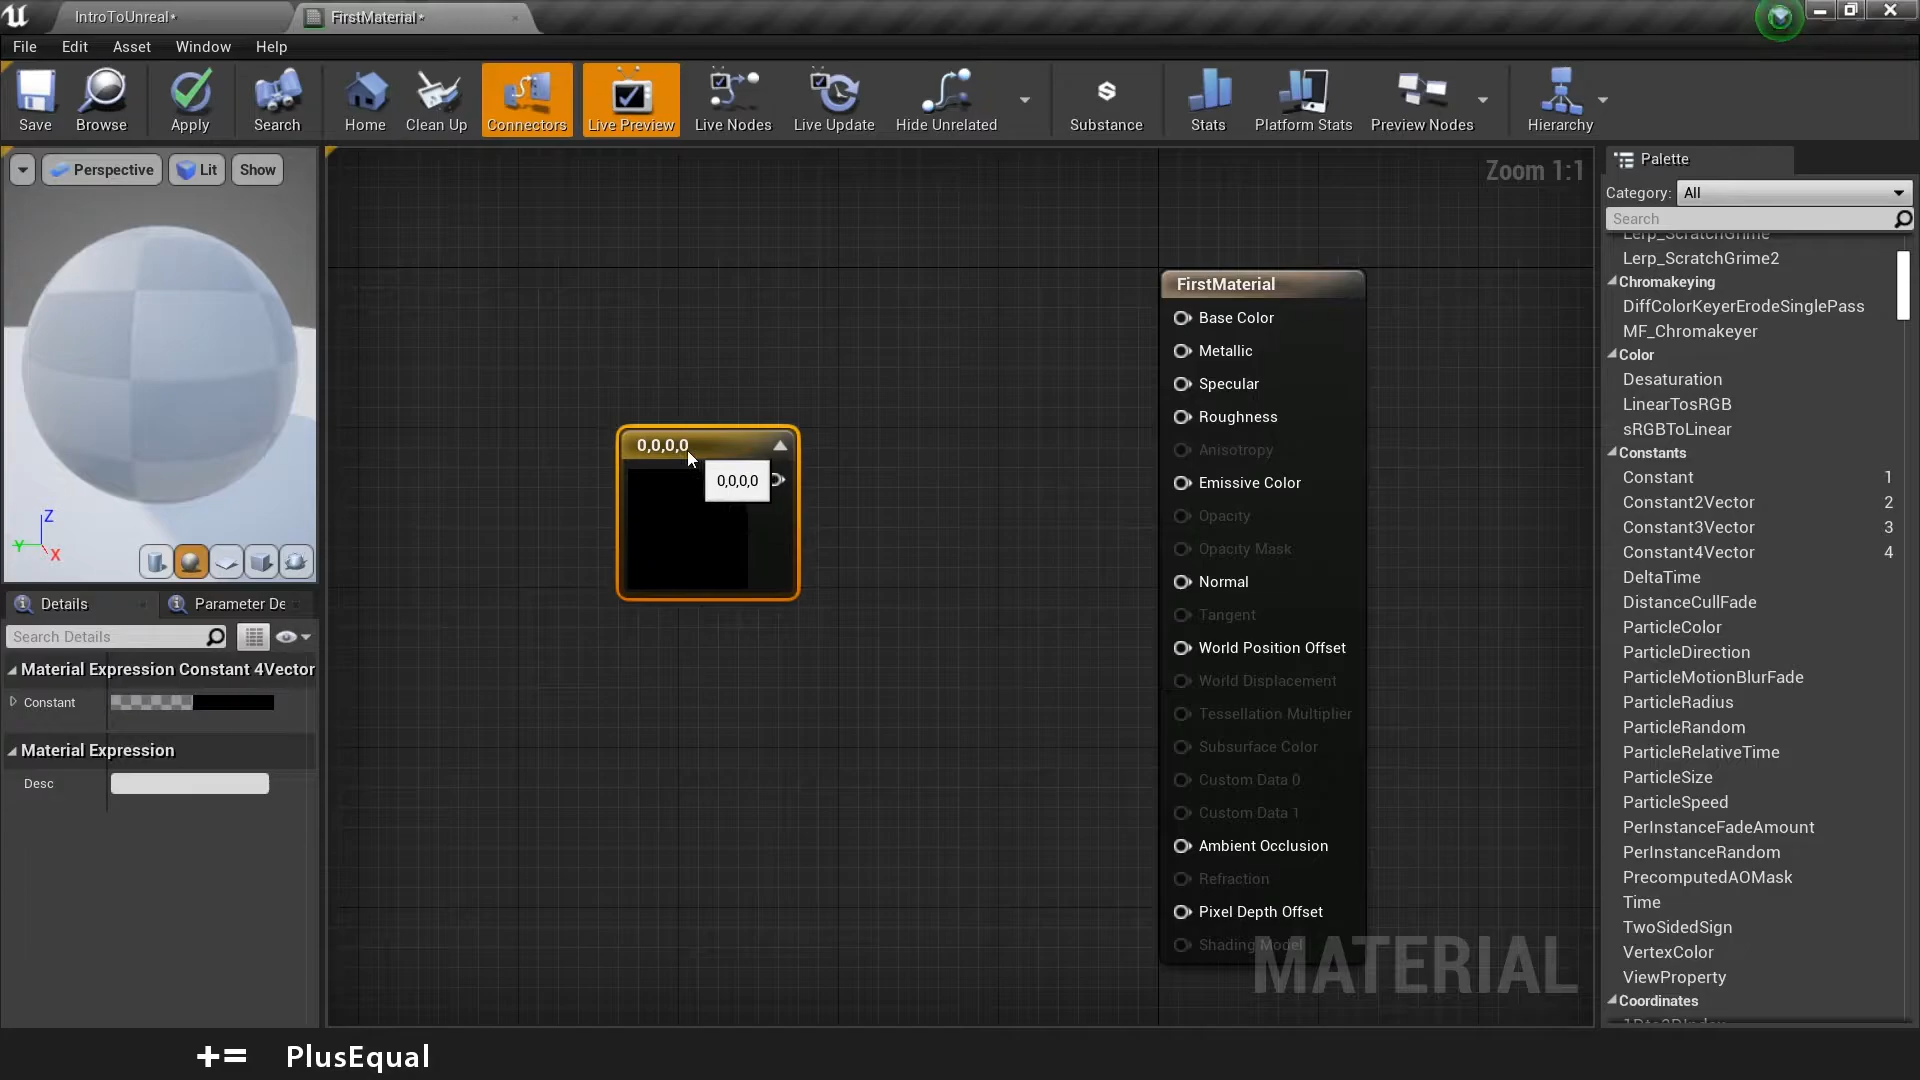 IntroToUnreal*
FirstMaterial*
File Edit Asset Window Help
Save Browse Apply Search Home Clean Up Connectors Live Preview Live Nodes Live Update Hide Unrelated Substance Stats Platform Stats Preview Nodes Hierarchy
Perspective Lit Show
Z
Y
X
Details
Parameter De
Search Details
Material Expression Constant 4Vector
Constant
Material Expression
Desc
Zoom 1:1
0,0,0,0
0,0,0,0
FirstMaterial
Base Color
Metallic
Specular
Roughness
Anisotropy
Emissive Color
Opacity
Opacity Mask
Normal
Tangent
World Position Offset
World Displacement
Tessellation Multiplier
Subsurface Color
Custom Data 0
Custom Data 1
Ambient Occlusion
Refraction
Pixel Depth Offset
Shading Model
MATERIAL
Palette
Category: All
Search
Lerp_ScratchGrime
Lerp_ScratchGrime2
Chromakeying
DiffColorKeyerErodeSinglePass
MF_Chromakeyer
Color
Desaturation
LinearTosRGB
sRGBToLinear
Constants
Constant 1
Constant2Vector 2
Constant3Vector 3
Constant4Vector 4
DeltaTime
DistanceCullFade
ParticleColor
ParticleDirection
ParticleMotionBlurFade
ParticleRadius
ParticleRandom
ParticleRelativeTime
ParticleSize
ParticleSpeed
PerInstanceFadeAmount
PerInstanceRandom
PrecomputedAOMask
Time
TwoSidedSign
VertexColor
ViewProperty
Coordinates
+= PlusEqual